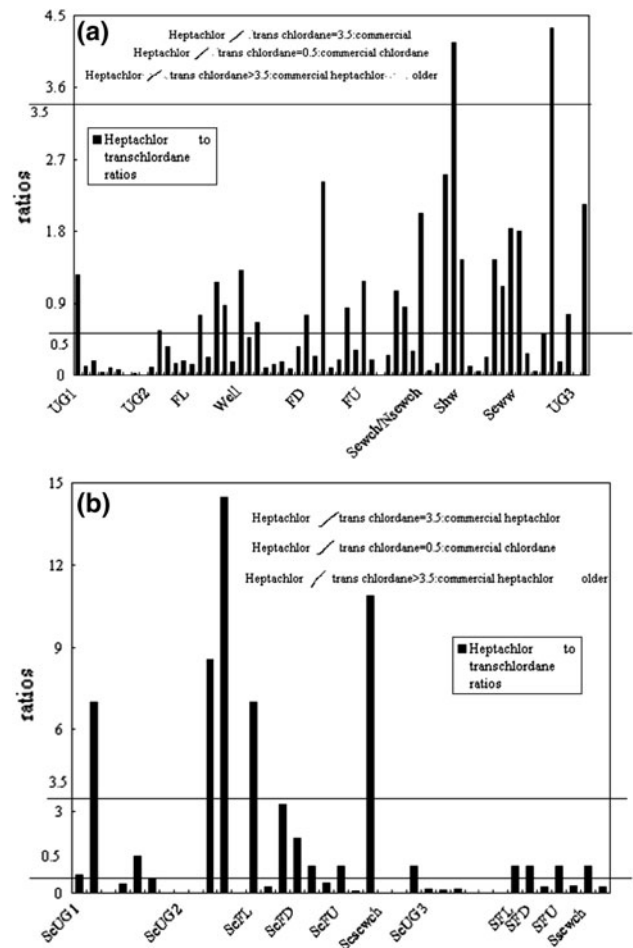 (a)
4.5
3.6
3.5
2.7
1.8
0.9
0.5
0
ratios
Heptachlor / trans chlordane=3.5:commercial
Heptachlor / trans chlordane=0.5:commercial chlordane
Heptachlor / trans chlordane>3.5:commercial heptachlor older
Heptachlor to
transchlordane
ratios
UG1
UG2
FL
Well
FD
FU
Sewch/Nsewch
Shw
Seww
UG3
(b)
15
12
9
6
3.5
3
0.5
0
ratios
Heptachlor / trans chlordane=3.5:commercial heptachlor
Heptachlor / trans chlordane=0.5:commercial chlordane
Heptachlor / trans chlordane>3.5:commercial heptachlor older
Heptachlor to
transchlordane
ratios
SeUG1
SeUG2
SeFL
SeFD
SeFU
Sesewch
SeUG3
SFL
SFD
SFU
Ssewch